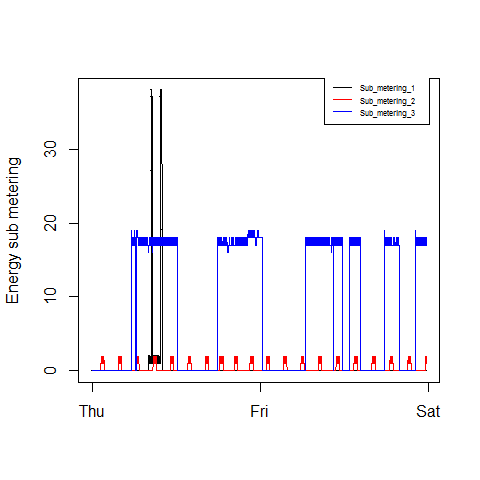 Energy sub metering
30
20
10
0
Sub_metering_1
Sub_metering_2
Sub_metering_3
Thu
Fri
Sat